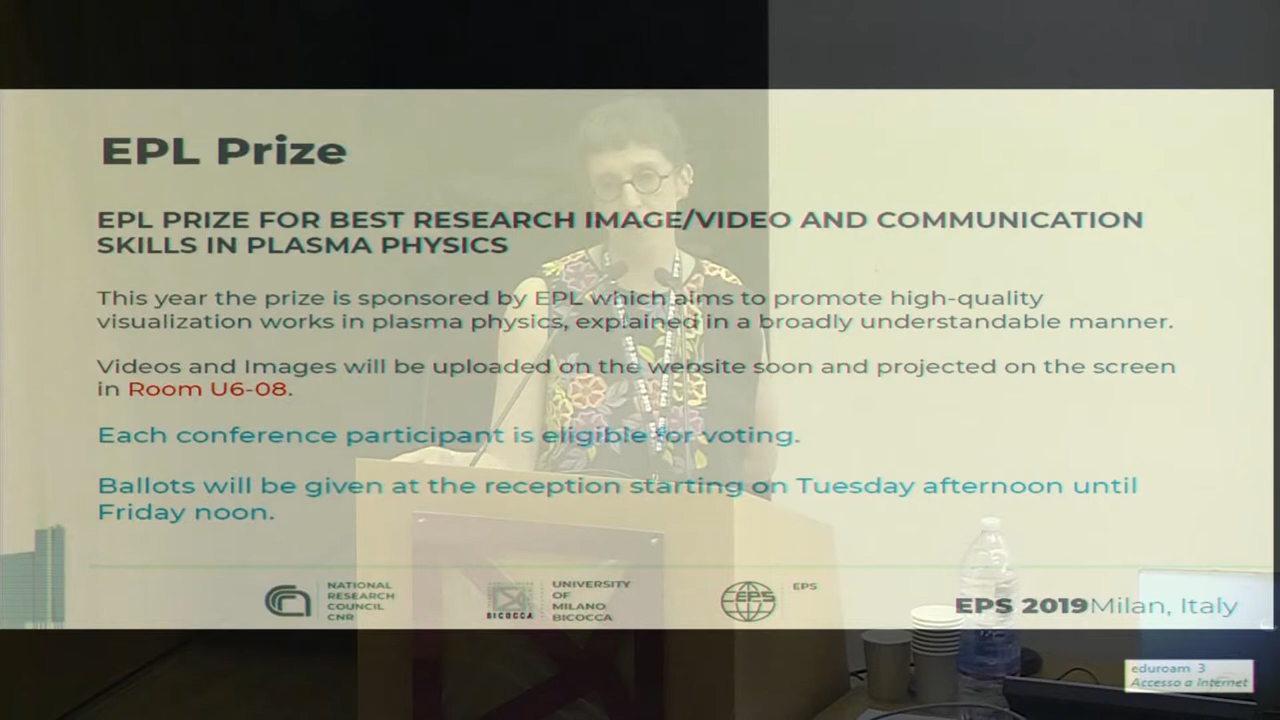 EPL Prize
EPL PRIZE FOR BEST RESEARCH IMAGE/VIDEO AND COMMUNICATION
SKILLS IN PLASMA PHYSICS
This year the prize is sponsored by EPL which aims to promote high-quality
visualization works in plasma physics, explained in a broadly understandable manner.
Videos and Images will be uploaded on the website soon and projected on the screen
in Room U6-08.
Each conference participant is eligible for voting.
Ballots will be given at the reception starting on Tuesday afternoon until
Friday noon.
NATIONAL
RESEARCH
COUNCIL
CNR
BICOCCA
UNIVERSITY
OF
MILANO
BICOCCA
EPS
EPS
EPS 2019 Milan, Italy
eduroam 3
Accesso a Internet